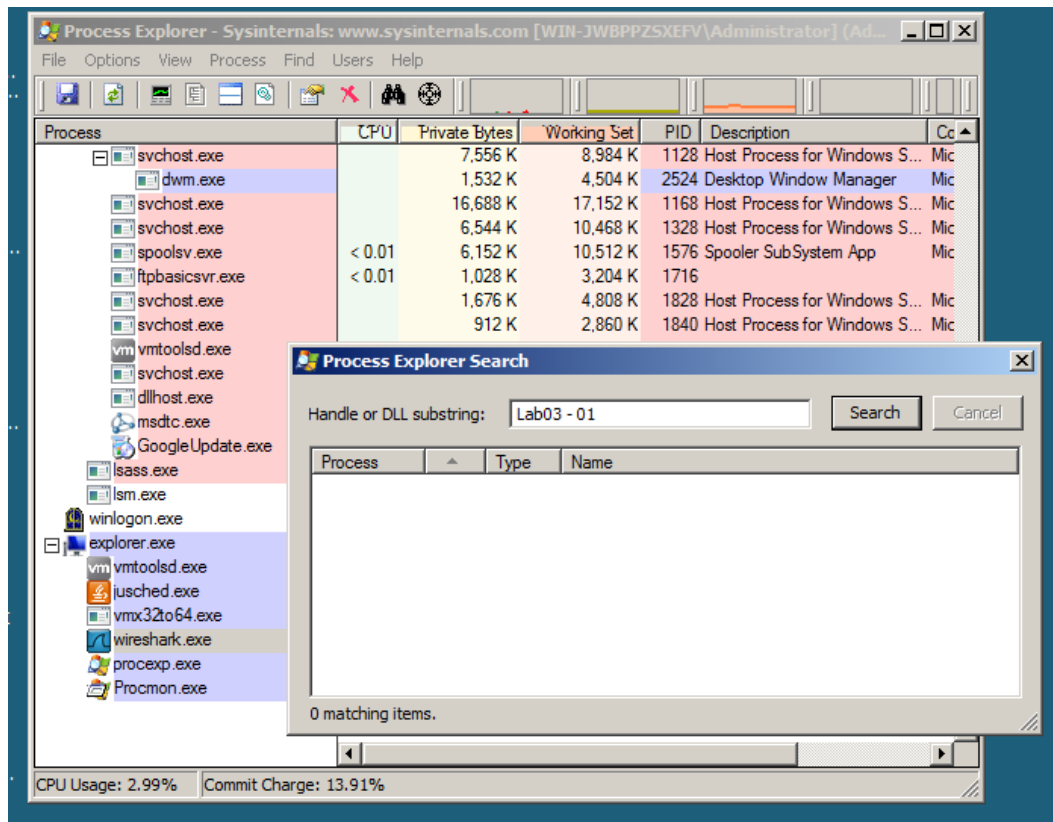 Process Explorer - Sysinternals: www.sysinternals.com [WIN-JWBPPZSXEFV\Administrator] (Ad...
File Options View Process Find Users Help
Process CPU Private Bytes Working Set PID Description Co
svchost.exe 7,556 K 8,984 K 1128 Host Process for Windows S... Mic
dwm.exe 1,532 K 4,504 K 2524 Desktop Window Manager Mic
svchost.exe 16,688 K 17,152 K 1168 Host Process for Windows S... Mic
svchost.exe 6,544 K 10,468 K 1328 Host Process for Windows S... Mic
spoolsv.exe < 0.01 6,152 K 10,512 K 1576 Spooler SubSystem App Mic
ftpbasicsvr.exe < 0.01 1,028 K 3,204 K 1716
svchost.exe 1,676 K 4,808 K 1828 Host Process for Windows S... Mic
svchost.exe 912 K 2,860 K 1840 Host Process for Windows S... Mic
vmtoolsd.exe
svchost.exe
dllhost.exe
msdtc.exe
GoogleUpdate.exe
lsass.exe
lsm.exe
winlogon.exe
explorer.exe
vmtoolsd.exe
jusched.exe
vmx32to64.exe
wireshark.exe
procexp.exe
Procmon.exe
Process Explorer Search
Handle or DLL substring: Lab03 - 01 Search Cancel
Process Type Name
0 matching items.
CPU Usage: 2.99% Commit Charge: 13.91%